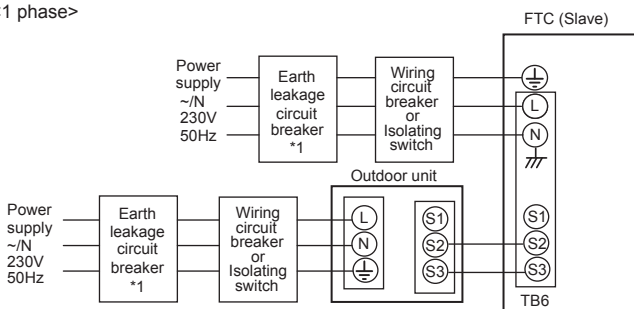 <1 phase>
FTC (Slave)
Power
supply
~/N
230V
50Hz
Earth
leakage
circuit
breaker
*1
Wiring
circuit
breaker
or
Isolating
switch
L
N
Outdoor unit
Power
supply
~/N
230V
50Hz
Earth
leakage
circuit
breaker
*1
Wiring
circuit
breaker
or
Isolating
switch
L
N
S1
S2
S3
S1
S2
S3
TB6